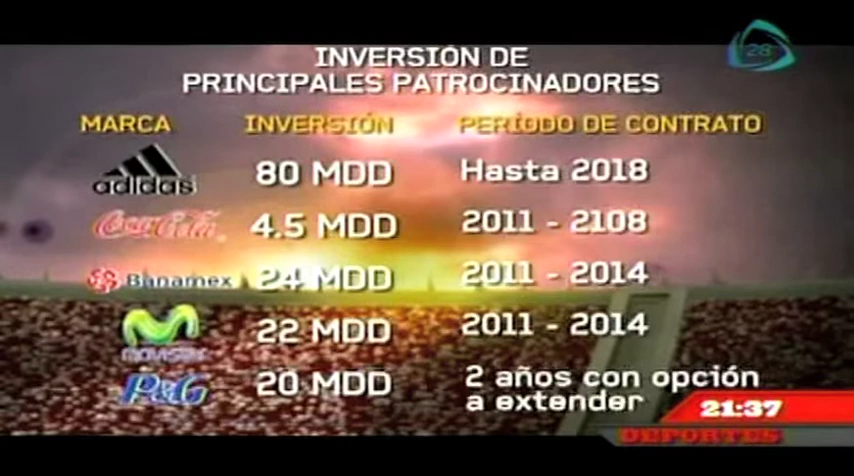 28
INVERSIÓN DE
PRINCIPALES PATROCINADORES
MARCA INVERSIÓN PERÍODO DE CONTRATO
adidas 80 MDD Hasta 2018
Coca-Cola 4.5 MDD 2011 - 2108
Banamex 24 MDD 2011 - 2014
movistar 22 MDD 2011 - 2014
P&G 20 MDD 2 años con opción
a extender
21:37
DEPORTES